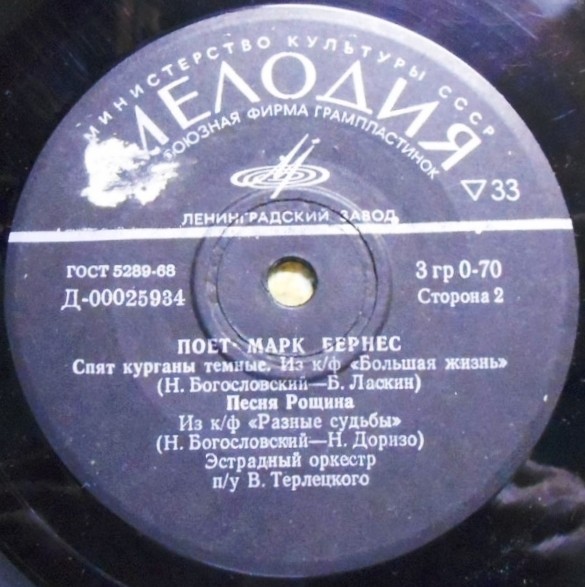 МИНИСТЕРСТВО КУЛЬТУРЫ СССР
МЕЛОДИЯ
ФИРМА ГРАМПЛАСТИНОК
▽33
ЛЕНИНГРАДСКИЙ ЗАВОД
ГОСТ 5289-68
3 гр 0-70
Д-00025934
Сторона 2
ПОЕТ МАРК БЕРНЕС
Спят курганы темные. Из к/ф «Большая жизнь»
(Н. Богословский—Б. Ласкин)
Песня Рощина
Из к/ф «Разные судьбы»
(Н. Богословский—Н. Доризо)
Эстрадный оркестр
п/у В. Терлецкого